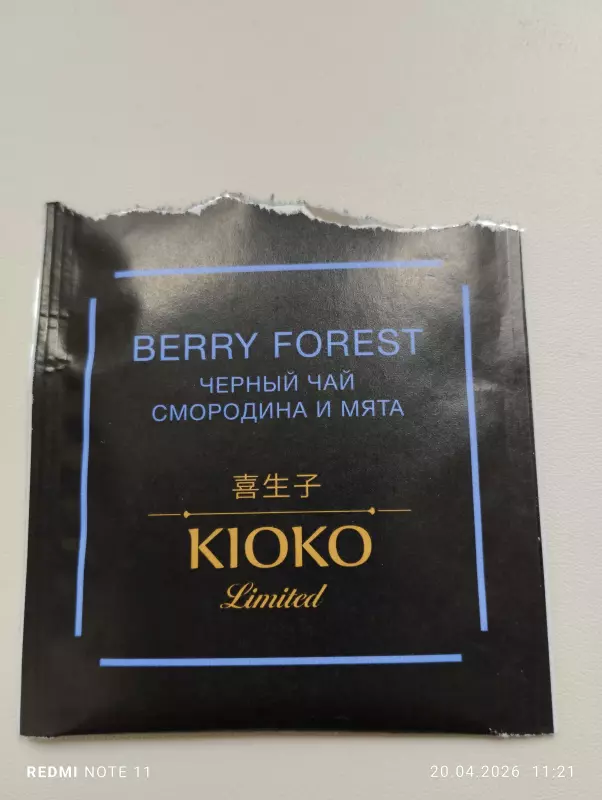 BERRY FOREST
ЧЕРНЫЙ ЧАЙ
СМОРОДИНА И МЯТА
喜生子
KIOKO
Limited
REDMI NOTE 11
20.04.2026 11:21